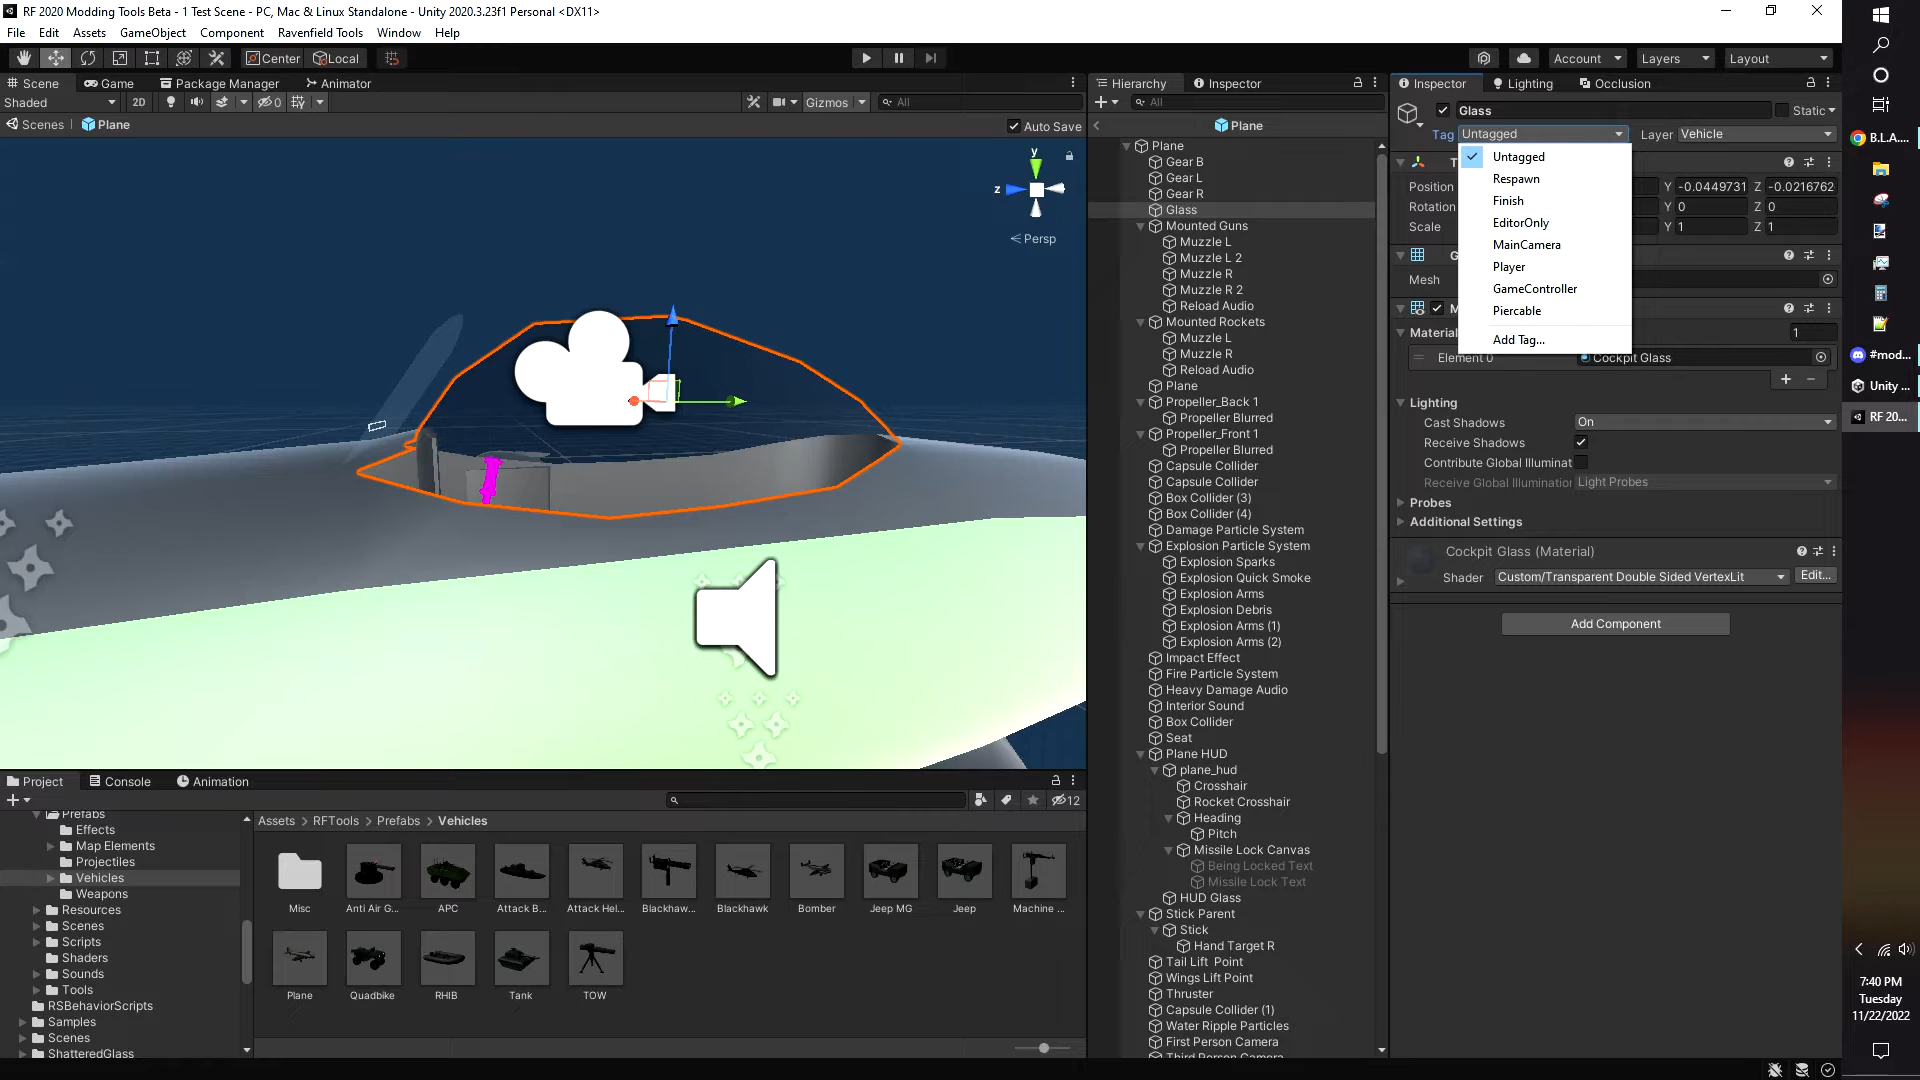 RF 2020 Modding Tools Beta - 1 Test Scene - PC, Mac & Linux Standalone - Unity 2020.3.23f1 Personal <DX11>
File Edit Assets GameObject Component Ravenfield Tools Window Help
Center Local Account Layers Layout
Scene Game Package Manager Animator
Shaded 2D 0 Gizmos All
Scenes Plane Auto Save
y
z
Persp
Hierarchy Inspector
All
Plane
Plane
Gear B
Gear L
Gear R
Glass
Mounted Guns
Muzzle L
Muzzle L 2
Muzzle R
Muzzle R 2
Reload Audio
Mounted Rockets
Muzzle L
Muzzle R
Reload Audio
Plane
Propeller_Back 1
Propeller Blurred
Propeller_Front 1
Propeller Blurred
Capsule Collider
Capsule Collider
Box Collider (3)
Box Collider (4)
Damage Particle System
Explosion Particle System
Explosion Sparks
Explosion Quick Smoke
Explosion Arms
Explosion Debris
Explosion Arms (1)
Explosion Arms (2)
Impact Effect
Fire Particle System
Heavy Damage Audio
Interior Sound
Box Collider
Seat
Plane HUD
plane_hud
Crosshair
Rocket Crosshair
Heading
Pitch
Missile Lock Canvas
Being Locked Text
Missile Lock Text
HUD Glass
Stick Parent
Stick
Hand Target R
Tail Lift Point
Wings Lift Point
Thruster
Capsule Collider (1)
Water Ripple Particles
First Person Camera
Third Person Camera
Inspector Lighting Occlusion
Glass Static
Tag Untagged Layer Vehicle
Untagged
Respawn
Finish
EditorOnly
MainCamera
Player
GameController
Piercable
Add Tag...
T
Position Y -0.0449731 Z -0.0216762
Rotation Y 0 Z 0
Scale Y 1 Z 1
Mesh
Material 1
Element 0 Cockpit Glass
Lighting
Cast Shadows On
Receive Shadows
Contribute Global Illuminat
Receive Global Illumination Light Probes
Probes
Additional Settings
Cockpit Glass (Material)
Shader Custom/Transparent Double Sided VertexLit Edit...
Add Component
Project Console Animation
12
Prefabs
Effects
Map Elements
Projectiles
Vehicles
Weapons
Resources
Scenes
Scripts
Shaders
Sounds
Tools
RSBehaviorScripts
Samples
Scenes
ShatteredGlass
Assets > RFTools > Prefabs > Vehicles
Misc Anti Air G... APC Attack B... Attack Hel... Blackhaw... Blackhawk Bomber Jeep MG Jeep Machine ...
Plane Quadbike RHIB Tank TOW
B.L.A....
#mod...
Unity ...
RF 20...
7:40 PM
Tuesday
11/22/2022